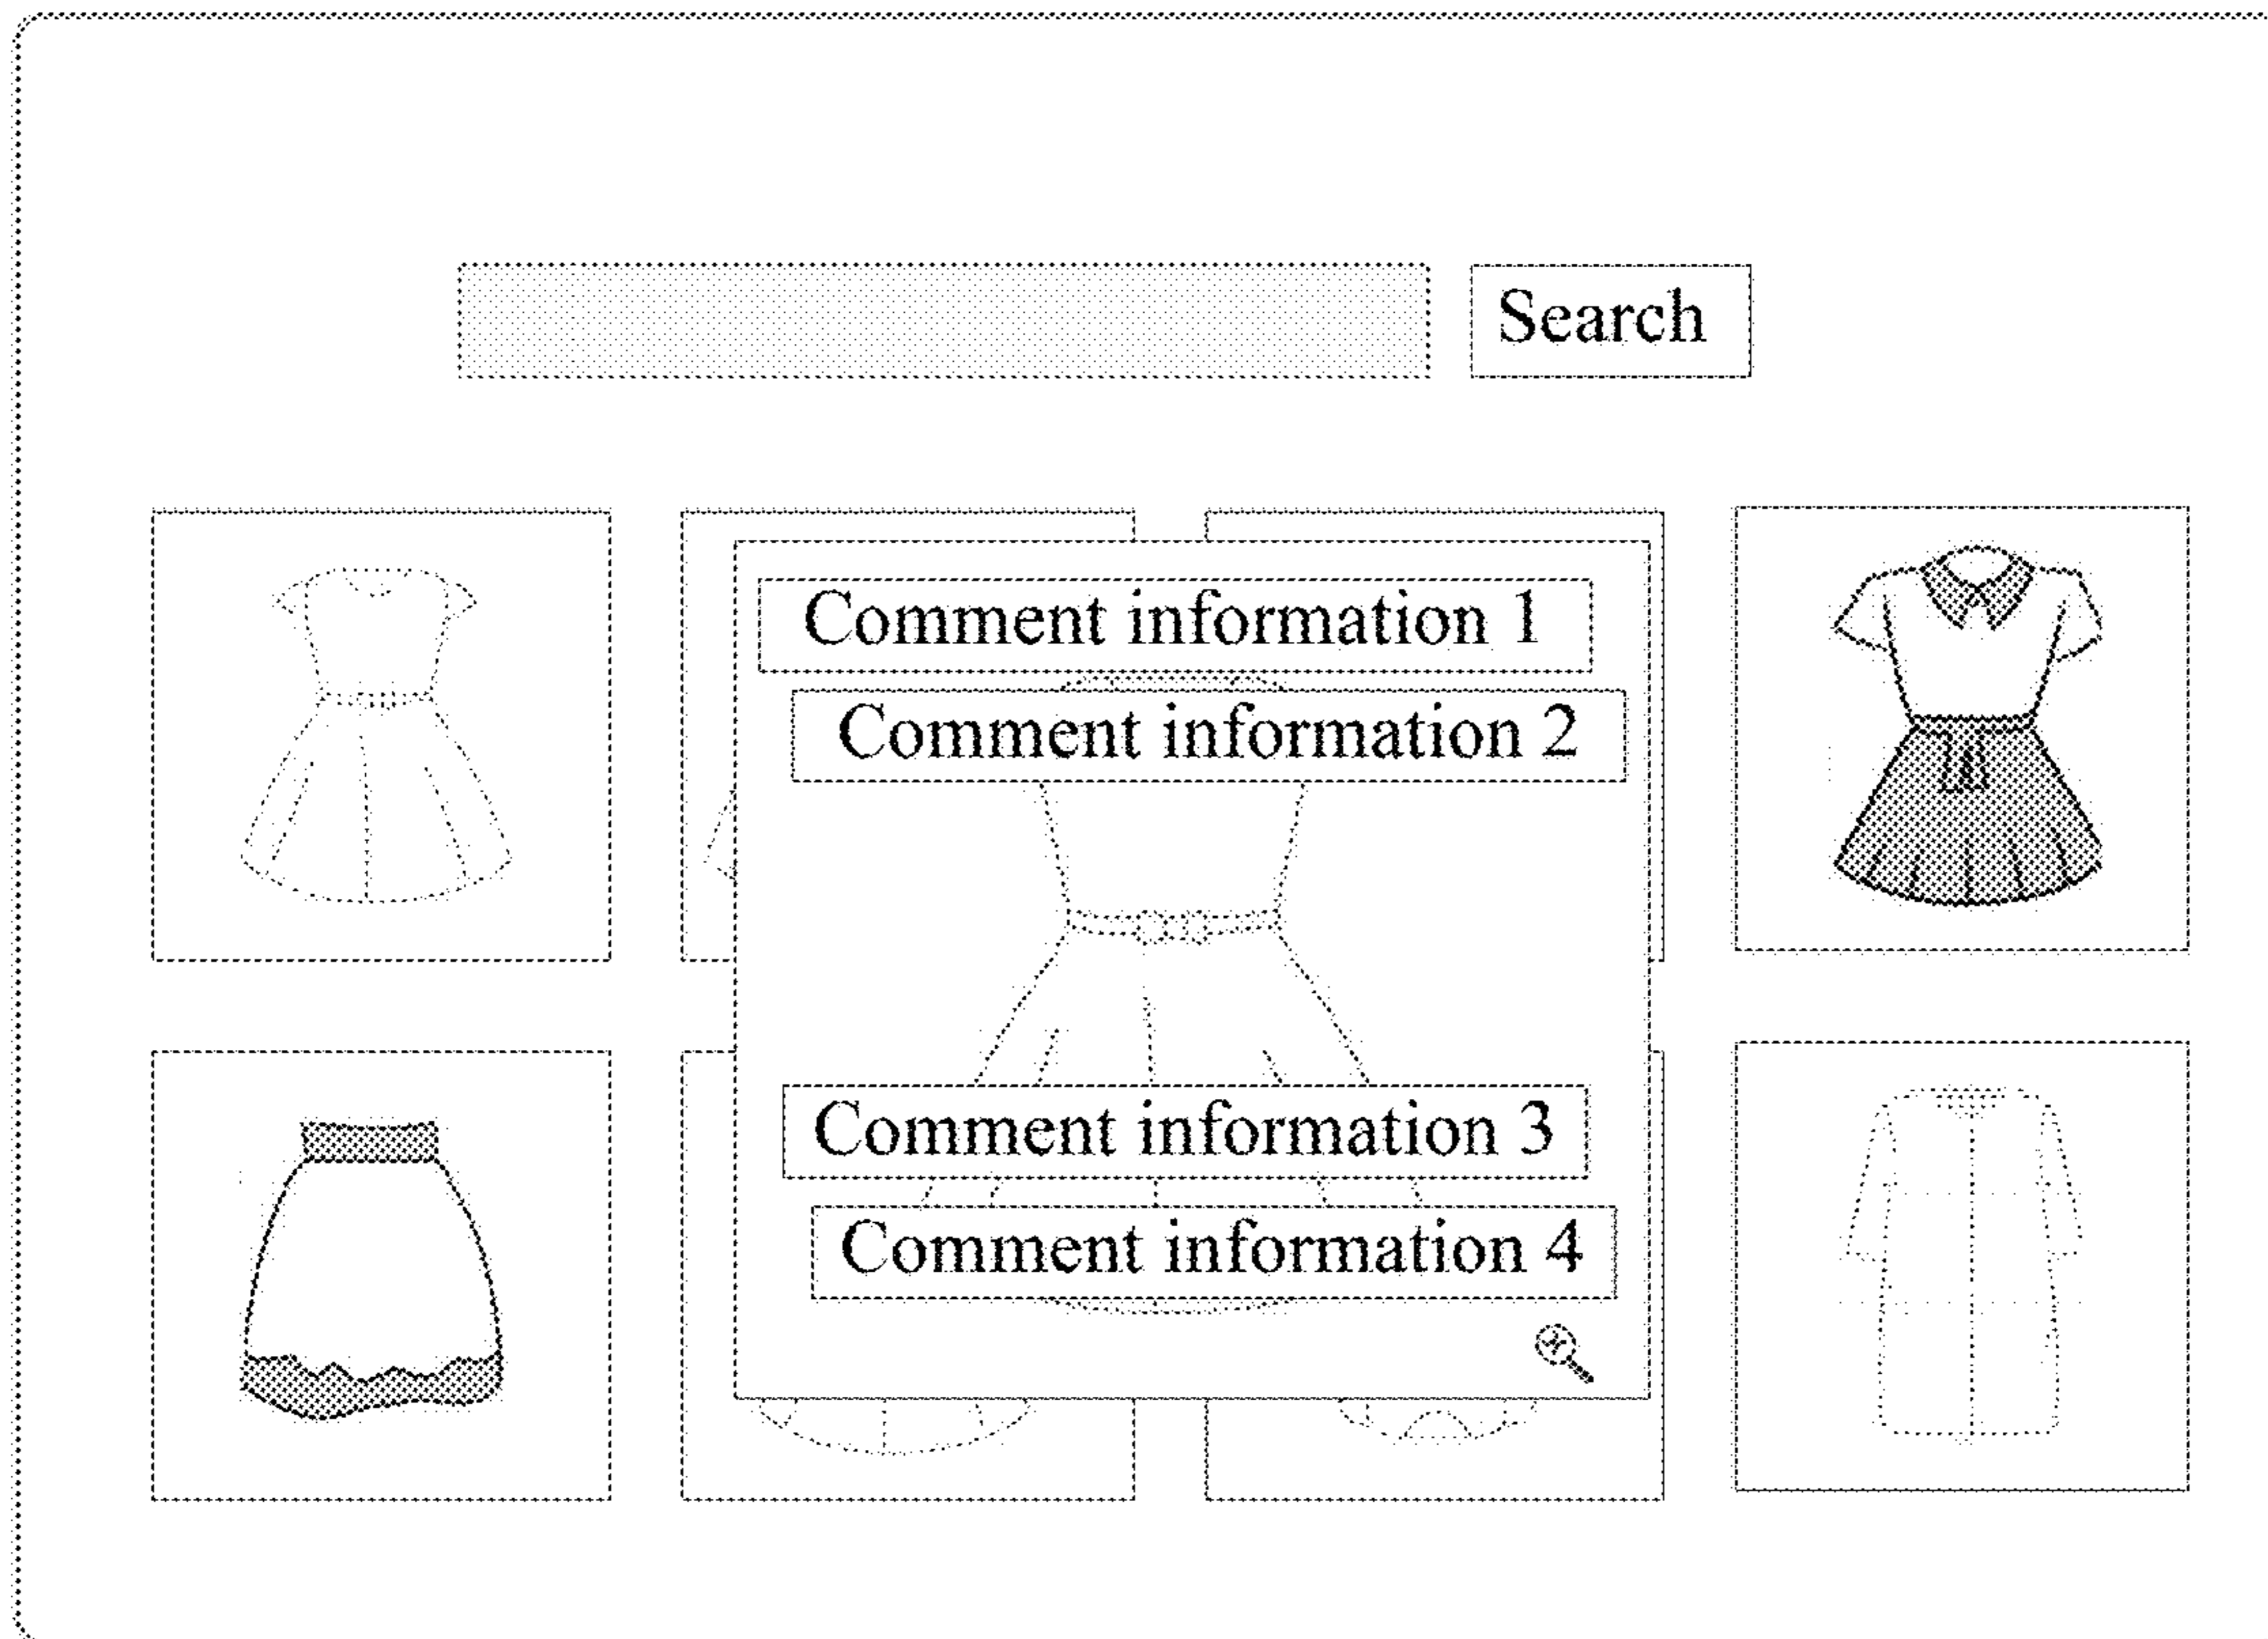 Search
Comment information 1
Comment information 2
Comment information 3
Comment information 4